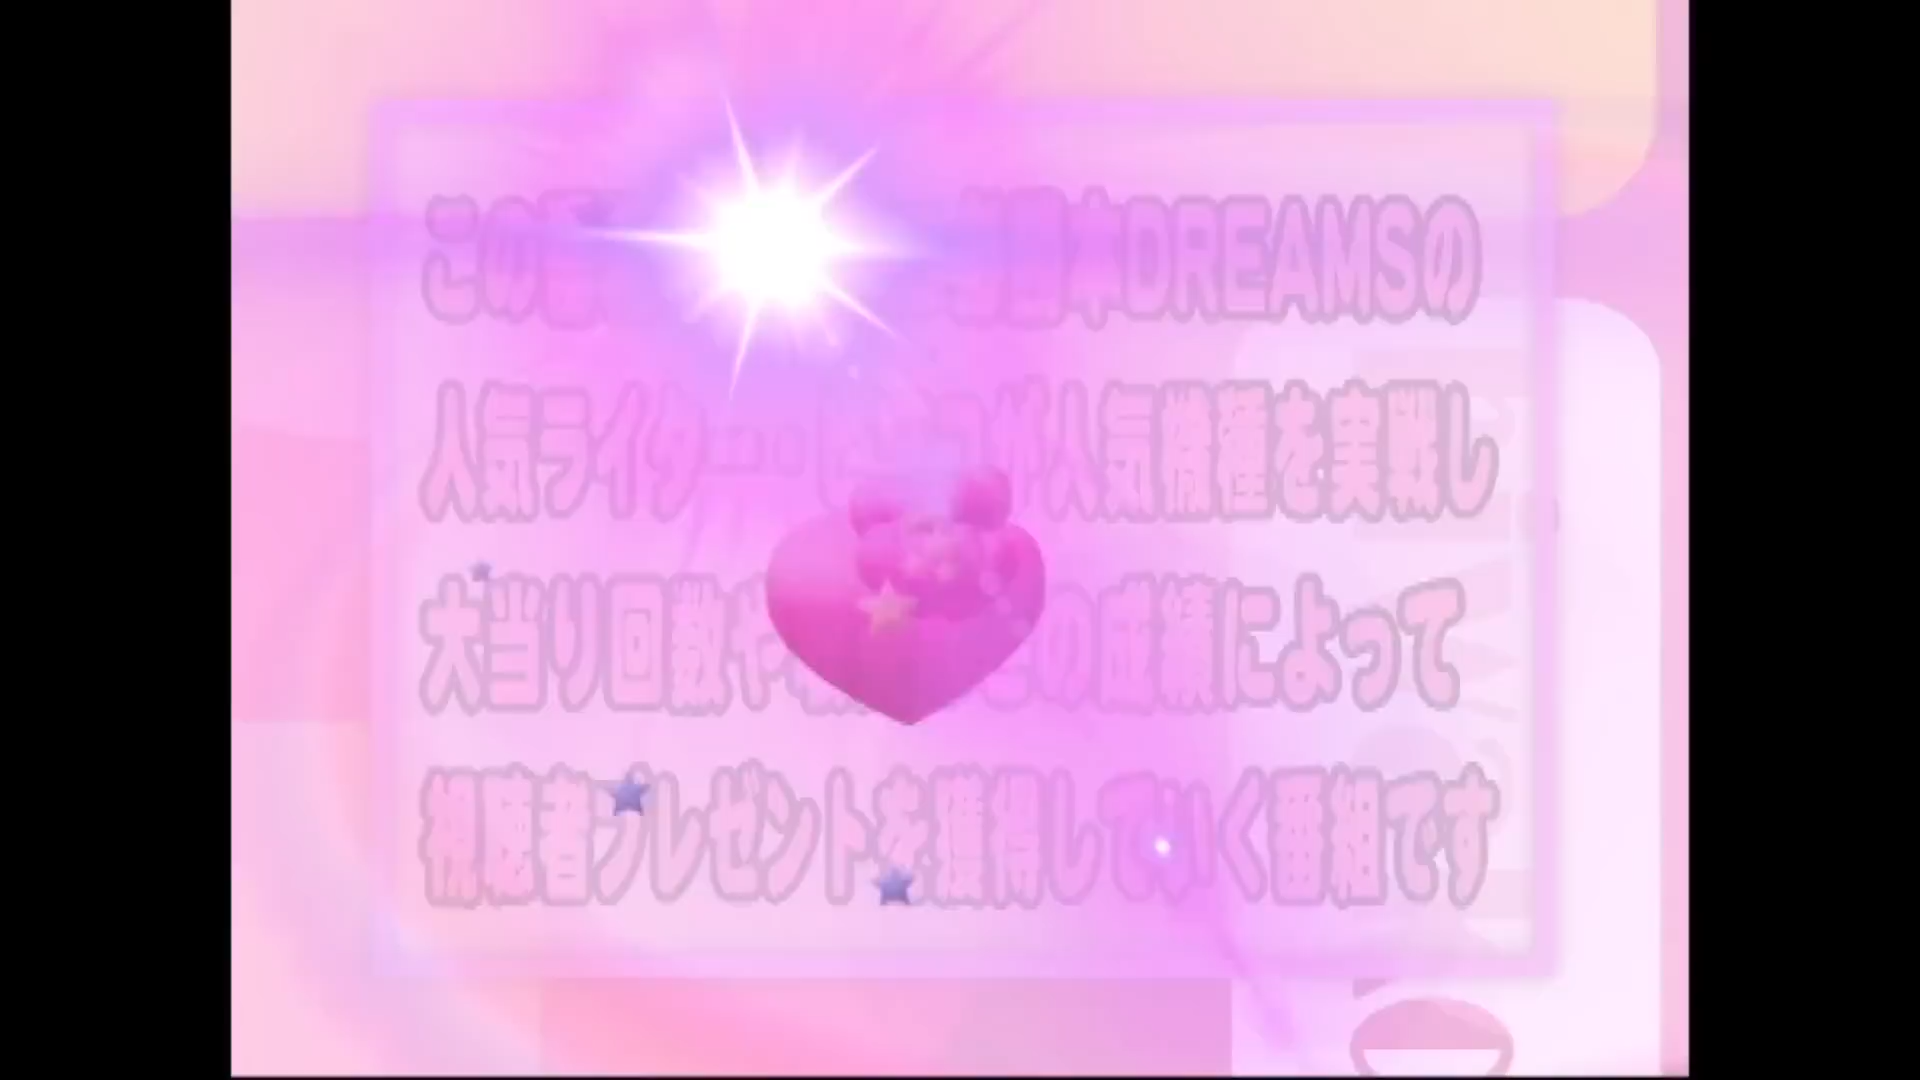 この 本DREAMSの
人気ライター が人気機種を実戦し
大当り回数や の成績によって
視聴者プレゼントを獲得していく番組です